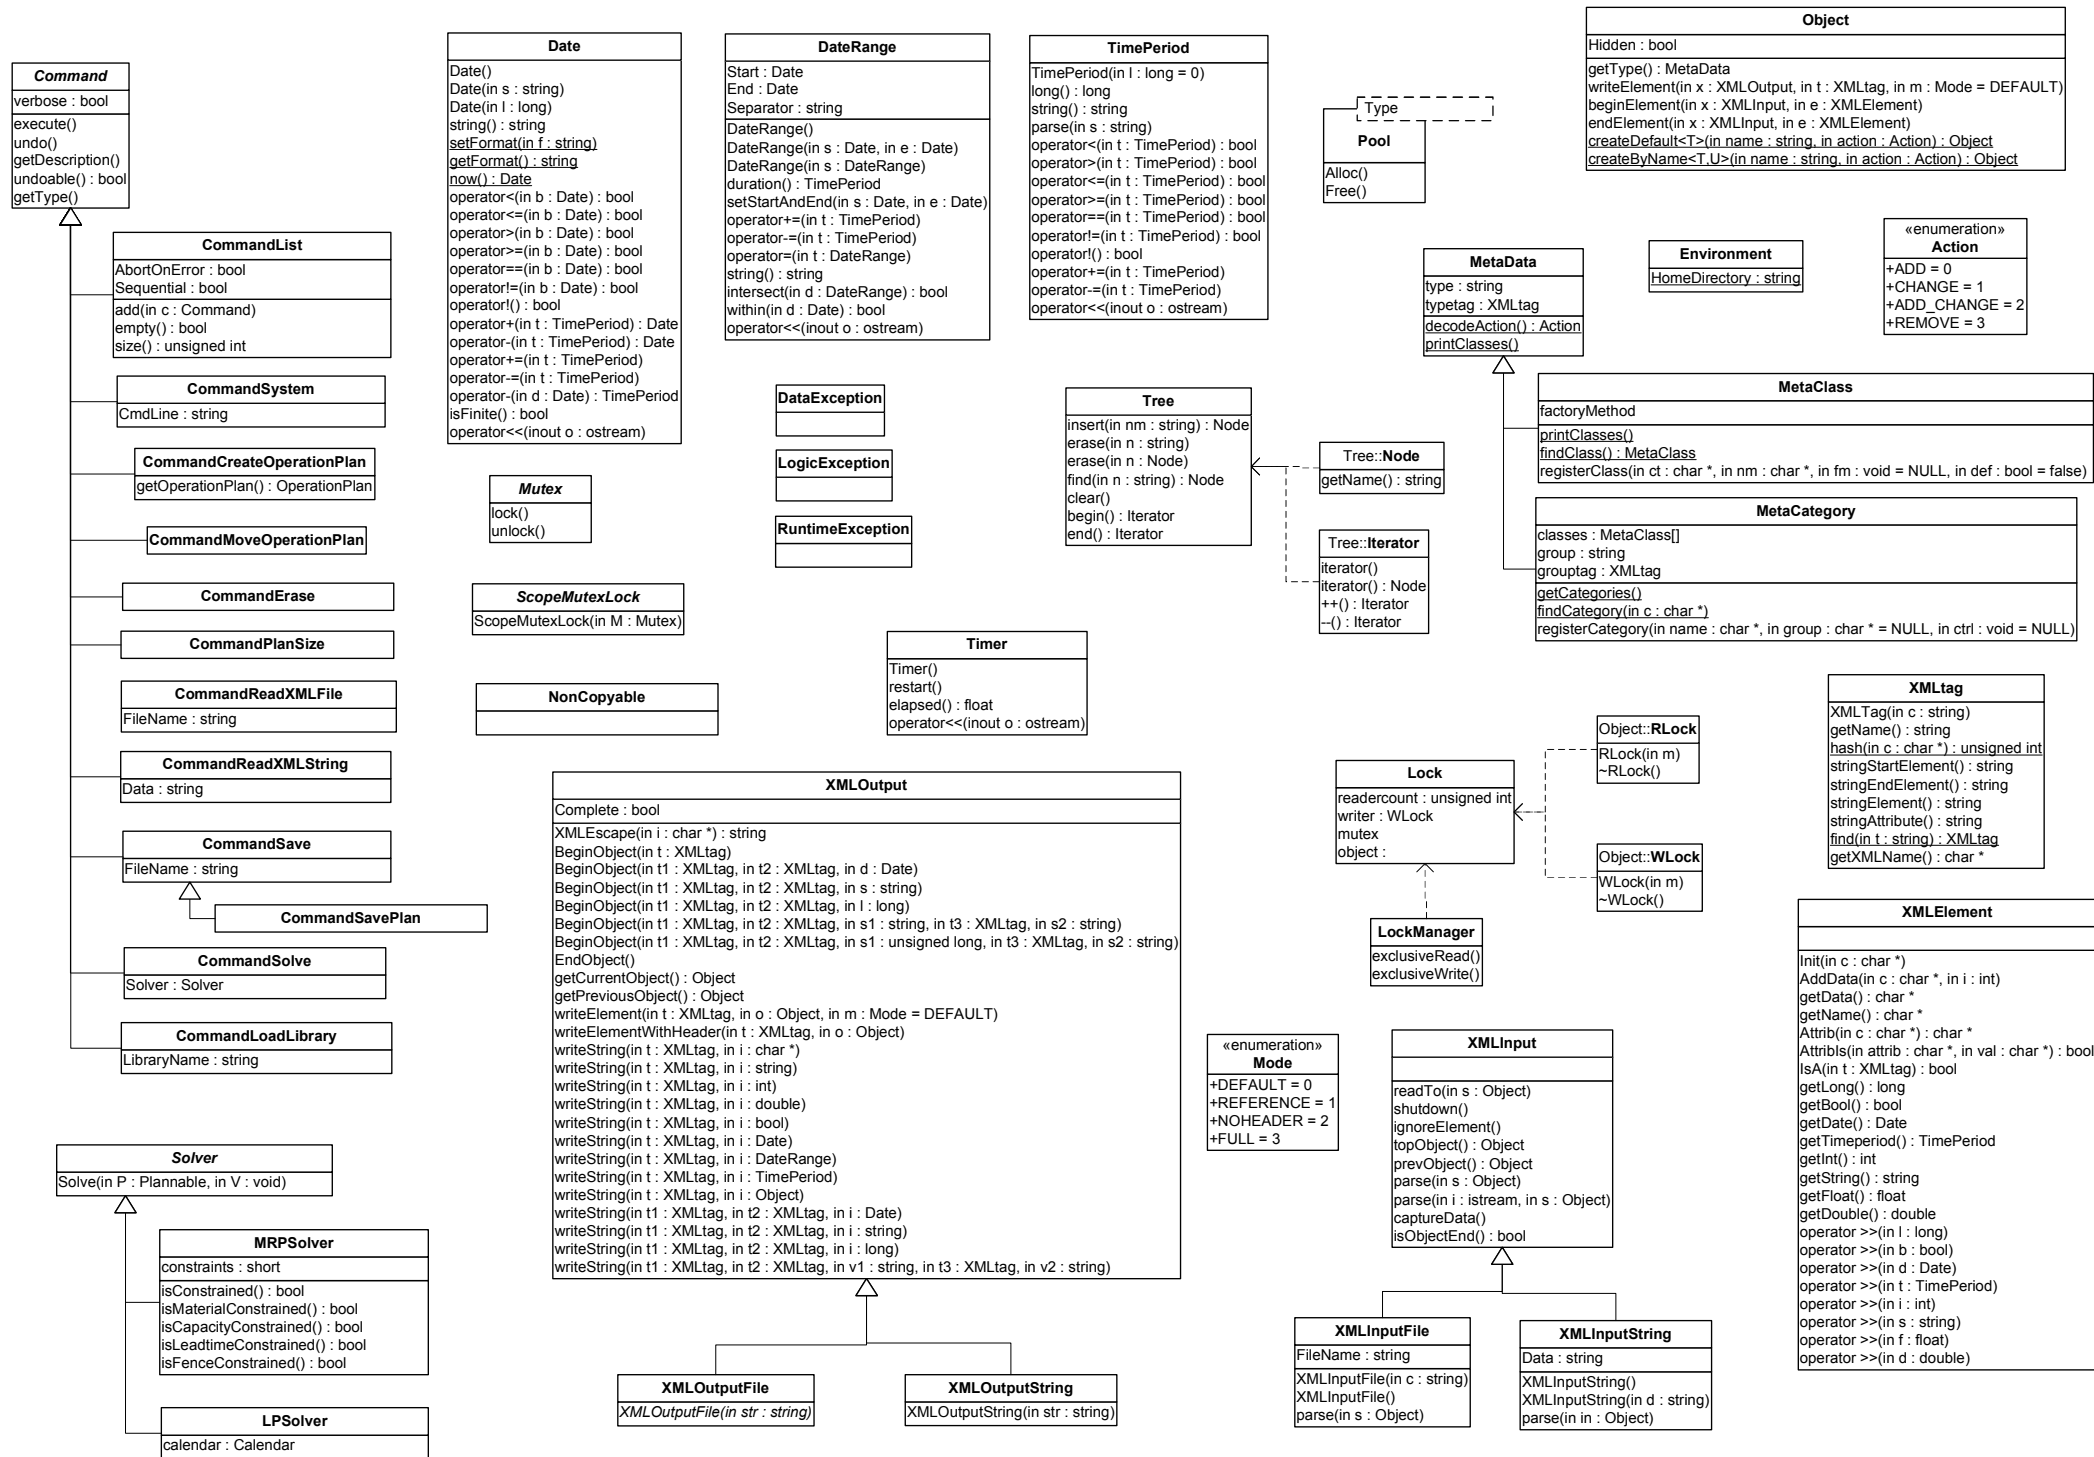 Command
verbose : bool
execute()
undo()
getDescription()
undoable() : bool
getType()
CommandList
AbortOnError : bool
Sequential : bool
add(in c : Command)
empty() : bool
size() : unsigned int
CommandSystem
CmdLine : string
CommandCreateOperationPlan
getOperationPlan() : OperationPlan
CommandMoveOperationPlan
CommandErase
CommandPlanSize
CommandReadXMLFile
FileName : string
CommandReadXMLString
Data : string
CommandSave
FileName : string
CommandSavePlan
CommandSolve
Solver : Solver
CommandLoadLibrary
LibraryName : string
Solver
Solve(in P : Plannable, in V : void)
MRPSolver
constraints : short
isConstrained() : bool
isMaterialConstrained() : bool
isCapacityConstrained() : bool
isLeadtimeConstrained() : bool
isFenceConstrained() : bool
LPSolver
calendar : Calendar
Date
Date()
Date(in s : string)
Date(in l : long)
string() : string
setFormat(in f : string)
getFormat() : string
now() : Date
operator<(in b : Date) : bool
operator<=(in b : Date) : bool
operator>(in b : Date) : bool
operator>=(in b : Date) : bool
operator==(in b : Date) : bool
operator!=(in b : Date) : bool
operator!() : bool
operator+(in t : TimePeriod) : Date
operator-(in t : TimePeriod) : Date
operator+=(in t : TimePeriod)
operator-=(in t : TimePeriod)
operator-(in d : Date) : TimePeriod
isFinite() : bool
operator<<(inout o : ostream)
Mutex
lock()
unlock()
ScopeMutexLock
ScopeMutexLock(in M : Mutex)
NonCopyable
DateRange
Start : Date
End : Date
Separator : string
DateRange()
DateRange(in s : Date, in e : Date)
DateRange(in s : DateRange)
duration() : TimePeriod
setStartAndEnd(in s : Date, in e : Date)
operator+=(in t : TimePeriod)
operator-=(in t : TimePeriod)
operator=(in t : DateRange)
string() : string
intersect(in d : DateRange) : bool
within(in d : Date) : bool
operator<<(inout o : ostream)
DataException
LogicException
RuntimeException
Timer
Timer()
restart()
elapsed() : float
operator<<(inout o : ostream)
XMLOutput
Complete : bool
XMLEscape(in i : char *) : string
BeginObject(in t : XMLtag)
BeginObject(in t1 : XMLtag, in t2 : XMLtag, in d : Date)
BeginObject(in t1 : XMLtag, in t2 : XMLtag, in s : string)
BeginObject(in t1 : XMLtag, in t2 : XMLtag, in l : long)
BeginObject(in t1 : XMLtag, in t2 : XMLtag, in s1 : string, in t3 : XMLtag, in s2 : string)
BeginObject(in t1 : XMLtag, in t2 : XMLtag, in s1 : unsigned long, in t3 : XMLtag, in s2 : string)
EndObject()
getCurrentObject() : Object
getPreviousObject() : Object
writeElement(in t : XMLtag, in o : Object, in m : Mode = DEFAULT)
writeElementWithHeader(in t : XMLtag, in o : Object)
writeString(in t : XMLtag, in i : char *)
writeString(in t : XMLtag, in i : string)
writeString(in t : XMLtag, in i : int)
writeString(in t : XMLtag, in i : double)
writeString(in t : XMLtag, in i : bool)
writeString(in t : XMLtag, in i : Date)
writeString(in t : XMLtag, in i : DateRange)
writeString(in t : XMLtag, in i : TimePeriod)
writeString(in t : XMLtag, in i : Object)
writeString(in t1 : XMLtag, in t2 : XMLtag, in i : Date)
writeString(in t1 : XMLtag, in t2 : XMLtag, in i : string)
writeString(in t1 : XMLtag, in t2 : XMLtag, in i : long)
writeString(in t1 : XMLtag, in t2 : XMLtag, in v1 : string, in t3 : XMLtag, in v2 : string)
XMLOutputFile
XMLOutputFile(in str : string)
XMLOutputString
XMLOutputString(in str : string)
TimePeriod
TimePeriod(in l : long = 0)
long() : long
string() : string
parse(in s : string)
operator<(in t : TimePeriod) : bool
operator>(in t : TimePeriod) : bool
operator<=(in t : TimePeriod) : bool
operator>=(in t : TimePeriod) : bool
operator==(in t : TimePeriod) : bool
operator!=(in t : TimePeriod) : bool
operator!() : bool
operator+=(in t : TimePeriod)
operator-=(in t : TimePeriod)
operator<<(inout o : ostream)
Type
Pool
Alloc()
Free()
Tree
insert(in nm : string) : Node
erase(in n : string)
erase(in n : Node)
find(in n : string) : Node
clear()
begin() : Iterator
end() : Iterator
Tree::Node
getName() : string
Tree::Iterator
iterator()
iterator() : Node
++() : Iterator
--() : Iterator
Object
Hidden : bool
getType() : MetaData
writeElement(in x : XMLOutput, in t : XMLtag, in m : Mode = DEFAULT)
beginElement(in x : XMLInput, in e : XMLElement)
endElement(in x : XMLInput, in e : XMLElement)
createDefault<T>(in name : string, in action : Action) : Object
createByName<T,U>(in name : string, in action : Action) : Object
MetaData
type : string
typetag : XMLtag
decodeAction() : Action
printClasses()
Environment
HomeDirectory : string
«enumeration»
Action
+ADD = 0
+CHANGE = 1
+ADD_CHANGE = 2
+REMOVE = 3
MetaClass
factoryMethod
printClasses()
findClass() : MetaClass
registerClass(in ct : char *, in nm : char *, in fm : void = NULL, in def : bool = false)
MetaCategory
classes : MetaClass[]
group : string
grouptag : XMLtag
getCategories()
findCategory(in c : char *)
registerCategory(in name : char *, in group : char * = NULL, in ctrl : void = NULL)
Lock
readercount : unsigned int
writer : WLock
mutex
object :
Object::RLock
RLock(in m)
~RLock()
Object::WLock
WLock(in m)
~WLock()
LockManager
exclusiveRead()
exclusiveWrite()
XMLtag
XMLTag(in c : string)
getName() : string
hash(in c : char *) : unsigned int
stringStartElement() : string
stringEndElement() : string
stringElement() : string
stringAttribute() : string
find(in t : string) : XMLtag
getXMLName() : char *
«enumeration»
Mode
+DEFAULT = 0
+REFERENCE = 1
+NOHEADER = 2
+FULL = 3
XMLInput
readTo(in s : Object)
shutdown()
ignoreElement()
topObject() : Object
prevObject() : Object
parse(in s : Object)
parse(in i : istream, in s : Object)
captureData()
isObjectEnd() : bool
XMLInputFile
FileName : string
XMLInputFile(in c : string)
XMLInputFile()
parse(in s : Object)
XMLInputString
Data : string
XMLInputString()
XMLInputString(in d : string)
parse(in in : Object)
XMLElement
Init(in c : char *)
AddData(in c : char *, in i : int)
getData() : char *
getName() : char *
Attrib(in c : char *) : char *
AttribIs(in attrib : char *, in val : char *) : bool
IsA(in t : XMLtag) : bool
getLong() : long
getBool() : bool
getDate() : Date
getTimeperiod() : TimePeriod
getInt() : int
getString() : string
getFloat() : float
getDouble() : double
operator >>(in l : long)
operator >>(in b : bool)
operator >>(in d : Date)
operator >>(in t : TimePeriod)
operator >>(in i : int)
operator >>(in s : string)
operator >>(in f : float)
operator >>(in d : double)